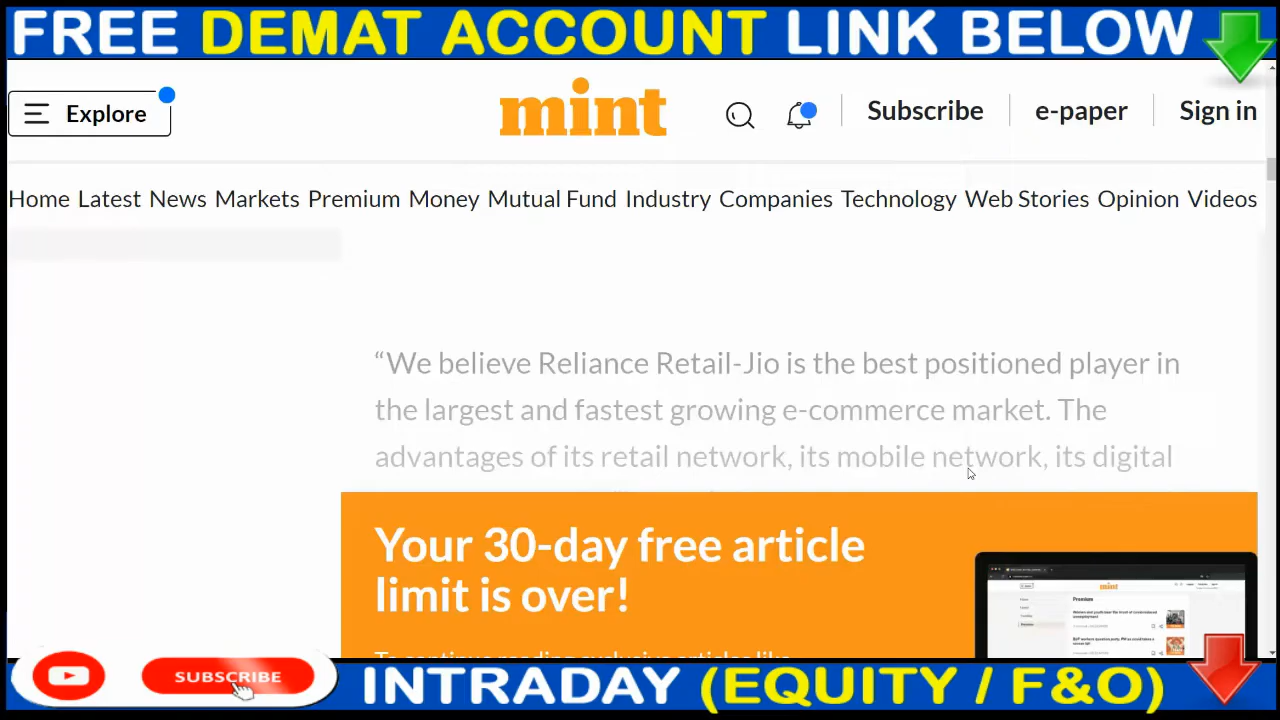 FREE DEMAT ACCOUNT LINK BELOW
Explore
mint
Subscribe
e-paper
Sign in
Home Latest News Markets Premium Money Mutual Fund Industry Companies Technology Web Stories Opinion Videos
“We believe Reliance Retail-Jio is the best positioned player in
the largest and fastest growing e-commerce market. The
advantages of its retail network, its mobile network, its digital
Your 30-day free article
limit is over!
mint
Premium
SUBSCRIBE
INTRADAY (EQUITY / F&O)